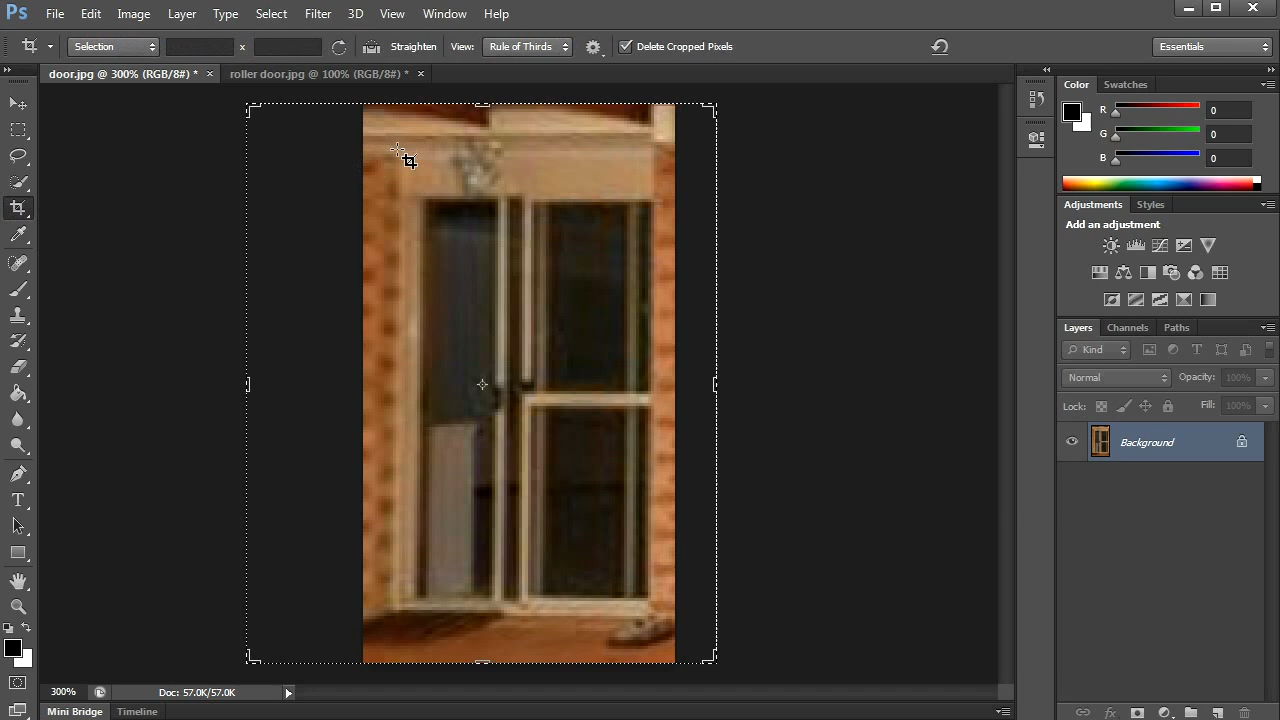 Ps File Edit Image Layer Type Select Filter 3D View Window Help
Selection x Straighten View: Rule of Thirds Delete Cropped Pixels Essentials
door.jpg @ 300% (RGB/8#) * × roller door.jpg @ 100% (RGB/8#) * ×
Color Swatches
R 0
G 0
B 0
Adjustments Styles
Add an adjustment
Layers Channels Paths
Kind
Normal Opacity: 100%
Lock: Fill: 100%
Background
300% Doc: 57.0K/57.0K
Mini Bridge Timeline